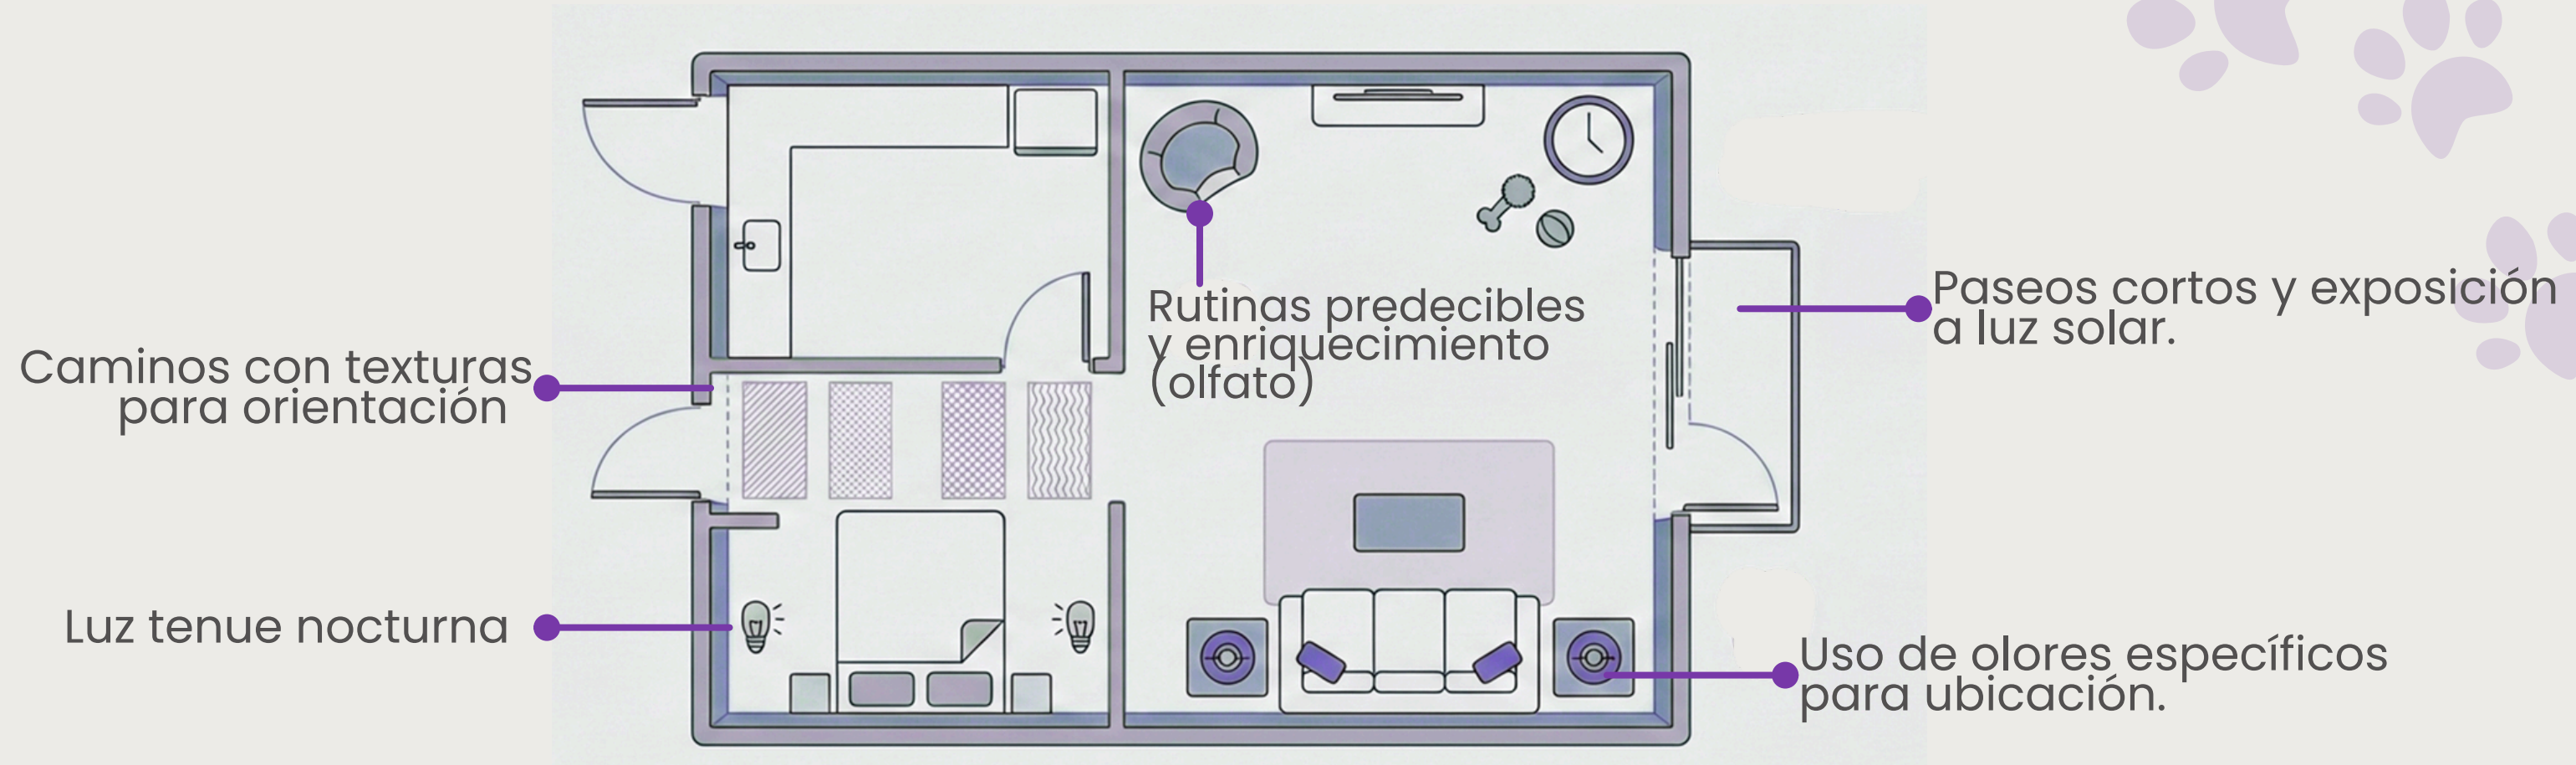 Rutinas predecibles
y enriquecimiento
(olfato)
Paseos cortos y exposición
a luz solar.
Caminos con texturas
para orientación
Luz tenue nocturna
Uso de olores específicos
para ubicación.